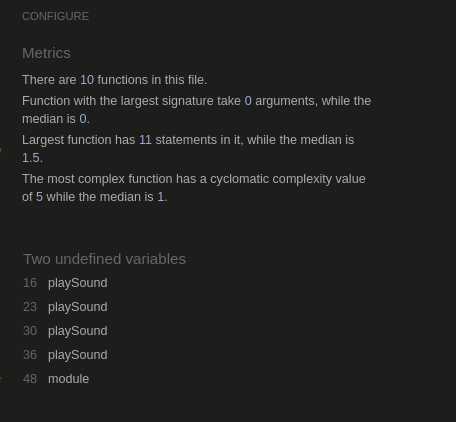 CONFIGURE
Metrics
There are 10 functions in this file.
Function with the largest signature take 0 arguments, while the
median is 0.
Largest function has 11 statements in it, while the median is
1.5.
The most complex function has a cyclomatic complexity value
of 5 while the median is 1.
Two undefined variables
16 playSound
23 playSound
30 playSound
36 playSound
48 module